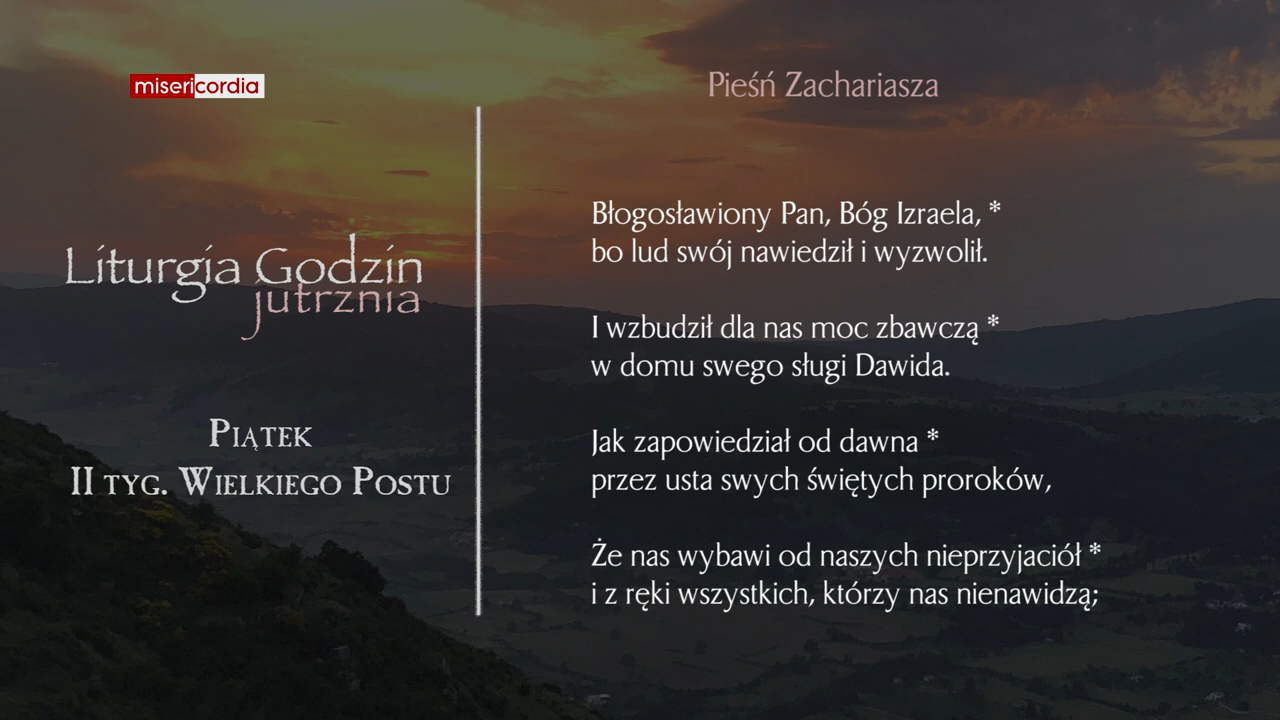 misericordia
Liturgia Godzin
jutrznia
Piątek
II tyg. Wielkiego Postu
Pieśń Zachariasza
Błogosławiony Pan, Bóg Izraela, *
bo lud swój nawiedził i wyzwolił.
I wzbudził dla nas moc zbawczą *
w domu swego sługi Dawida.
Jak zapowiedział od dawna *
przez usta swych świętych proroków,
Że nas wybawi od naszych nieprzyjaciół *
i z ręki wszystkich, którzy nas nienawidzą;